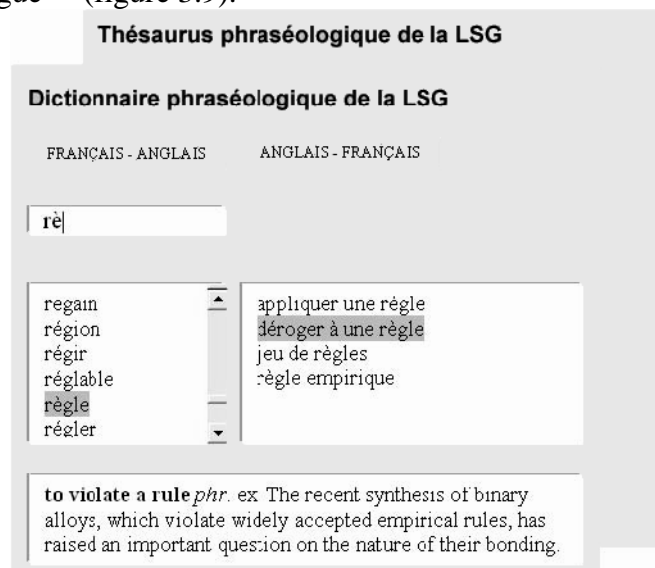 (figure 3.9).
Thésaurus phraséologique de la LSG
Dictionnaire phraséologique de la LSG
FRANÇAIS - ANGLAIS ANGLAIS - FRANÇAIS
rè
regain
région
régir
réglable
règle
régler
appliquer une règle
déroger à une règle
jeu de règles
règle empirique
to violate a rule phr. ex The recent synthesis of binary
alloys, which violate widely accepted empirical rules, has
raised an important question on the nature of their bonding.